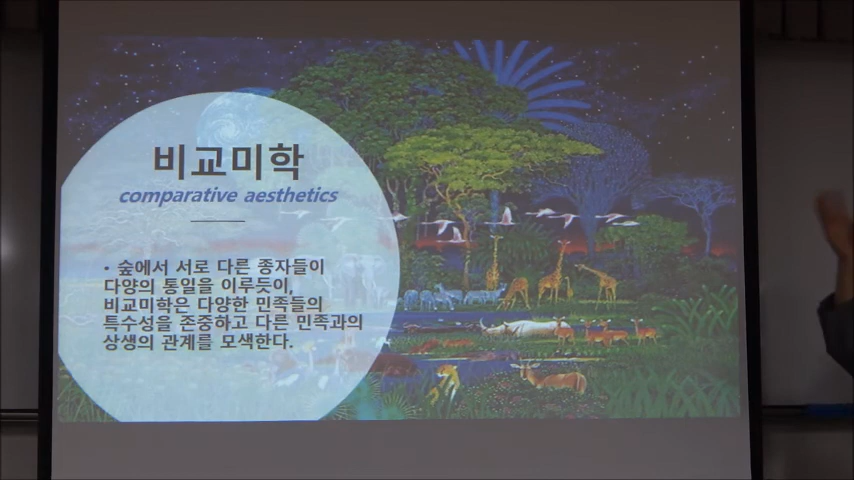 비교미학
comparative aesthetics
• 숲에서 서로 다른 종자들이
다양의 통일을 이루듯이,
비교미학은 다양한 민족들의
특수성을 존중하고 다른 민족과의
상생의 관계를 모색한다.